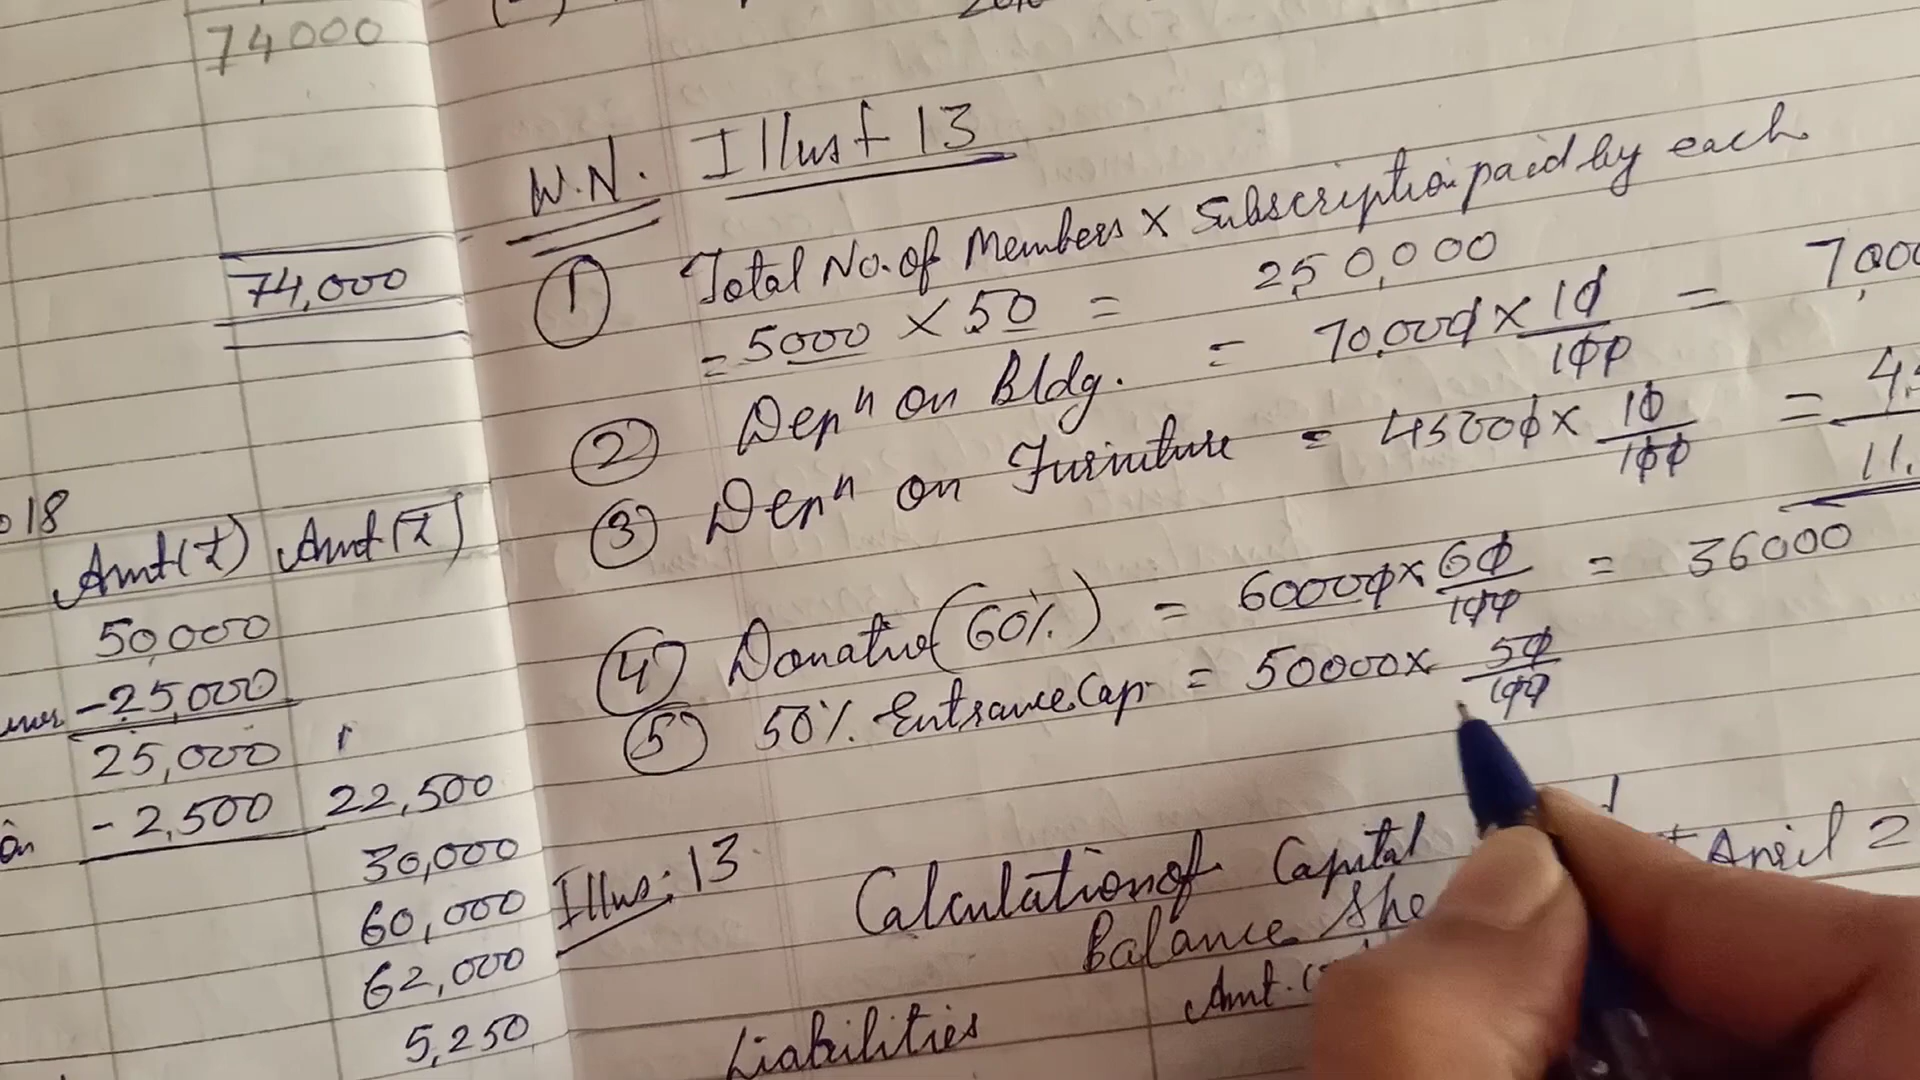 74000
74,000
018
Amt(₹) Amt(₹)
50,000
-25,000
25,000
-2,500 22,500
30,000
60,000
62,000
5,250
W.N. Illust 13
① Total No. of Members × Subscription paid by each
= 5000 × 50 = 250,000
② Depⁿ on Bldg. = 70,000 × 10/100 = 7,000
③ Depⁿ on Furniture = 45000 × 10/100 =
11.
④ Donation (60%) = 60000 × 60/100 = 36000
⑤ 50% Entrance Cap. = 50000 × 50/100
Illus: 13 Calculation of Capital April 2
Balance She
Amt.
Liabilities